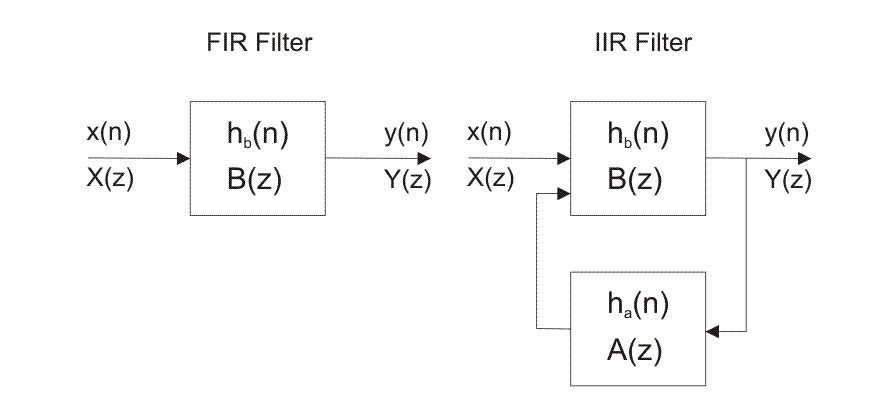 FIR Filter
x(n)
X(z)
h_b(n)
B(z)
y(n)
Y(z)
IIR Filter
x(n)
X(z)
h_b(n)
B(z)
y(n)
Y(z)
h_a(n)
A(z)